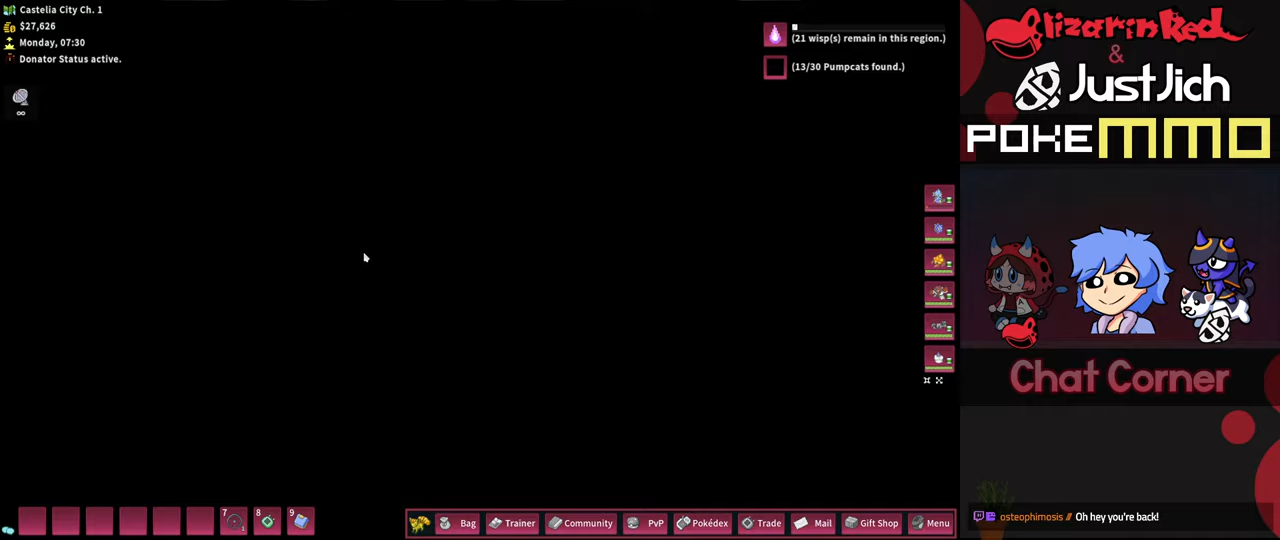 Castelia City Ch. 1
$27,626
Monday, 07:30
Donator Status active.
∞
(21 wisp(s) remain in this region.)
(13/30 Pumpcats found.)
7
1
8
9
Bag
Trainer
Community
PvP
Pokédex
Trade
Mail
Gift Shop
Menu
BlizarinRed
&
JustJich
POKEMMO
Chat Corner
osteophimosis // Oh hey you're back!